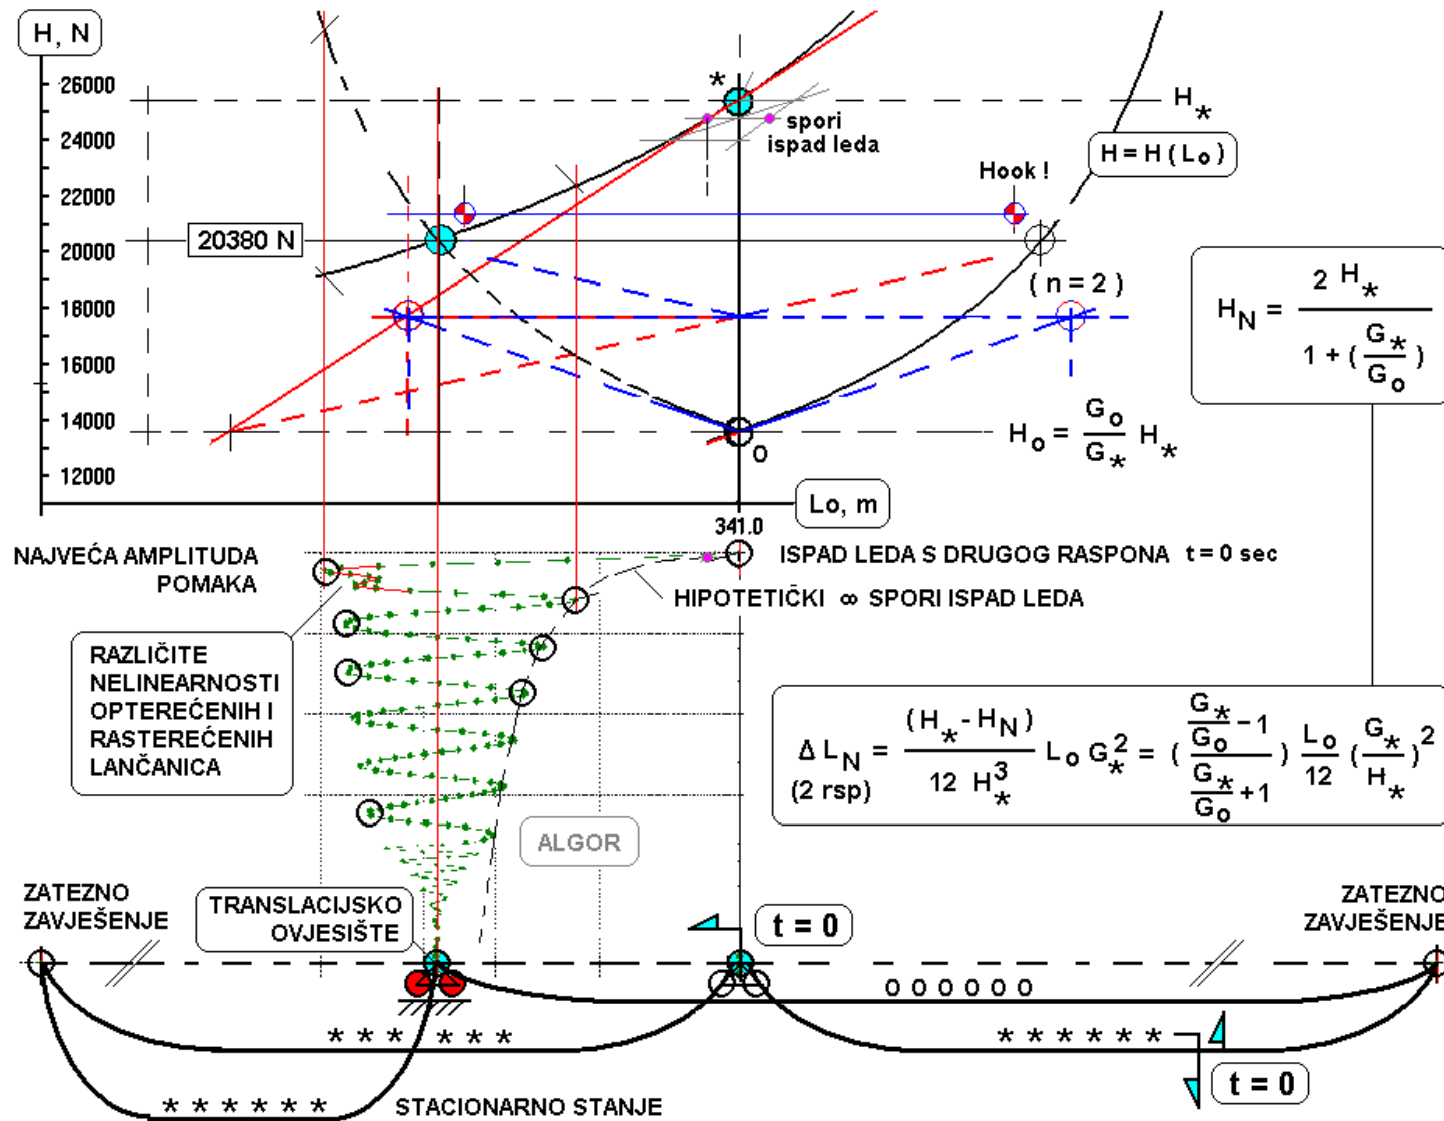 H, N
26000
24000
22000
20000
18000
16000
14000
12000
*
H*
spori
ispad leda
H = H ( Lo )
Hook !
20380 N
( n = 2 )
HN = 2 H* / 1 + ( G* / Go )
Ho = Go / G* H*
O
Lo, m
341.0
NAJVEĆA AMPLITUDA
POMAKA
ISPAD LEDA S DRUGOG RASPONA t = 0 sec
HIPOTETIČKI ∞ SPORI ISPAD LEDA
RAZLIČITE
NELINEARNOSTI
OPTEREĆENIH I
RASTEREĆENIH
LANČANICA
Δ LN = (H* - HN) / 12 H*³ Lo G*² = ( G*/Go - 1 / G*/Go + 1 ) Lo / 12 ( G* / H* )²
(2 rsp)
ALGOR
ZATEZNO
ZAVJEŠENJE
TRANSLACIJSKO
OVJESIŠTE
t = 0
ZATEZNO
ZAVJEŠENJE
o o o o o o
* * * * * *
* * * * * *
t = 0
* * * * * *
STACIONARNO STANJE